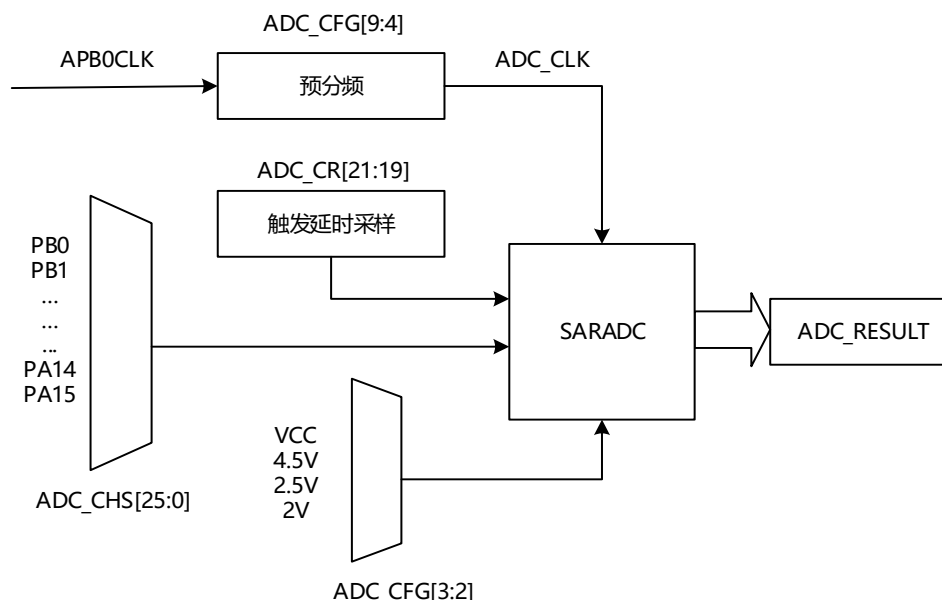 ADC_CFG[9:4]
APB0CLK
预分频
ADC_CLK
ADC_CR[21:19]
触发延时采样
PB0
PB1
...
...
...
PA14
PA15
ADC_CHS[25:0]
SARADC
ADC_RESULT
VCC
4.5V
2.5V
2V
ADC_CFG[3:2]